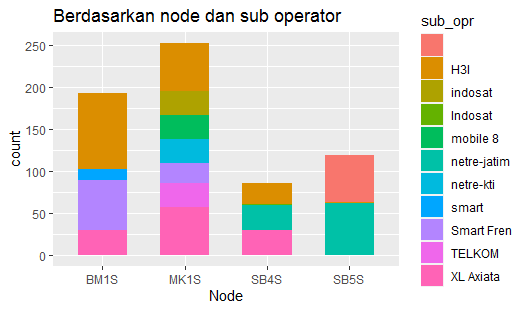 Berdasarkan node dan sub operator
count
250
200
150
100
50
0
BM1S MK1S SB4S SB5S
Node
sub_opr
H3I
indosat
Indosat
mobile 8
netre-jatim
netre-kti
smart
Smart Fren
TELKOM
XL Axiata